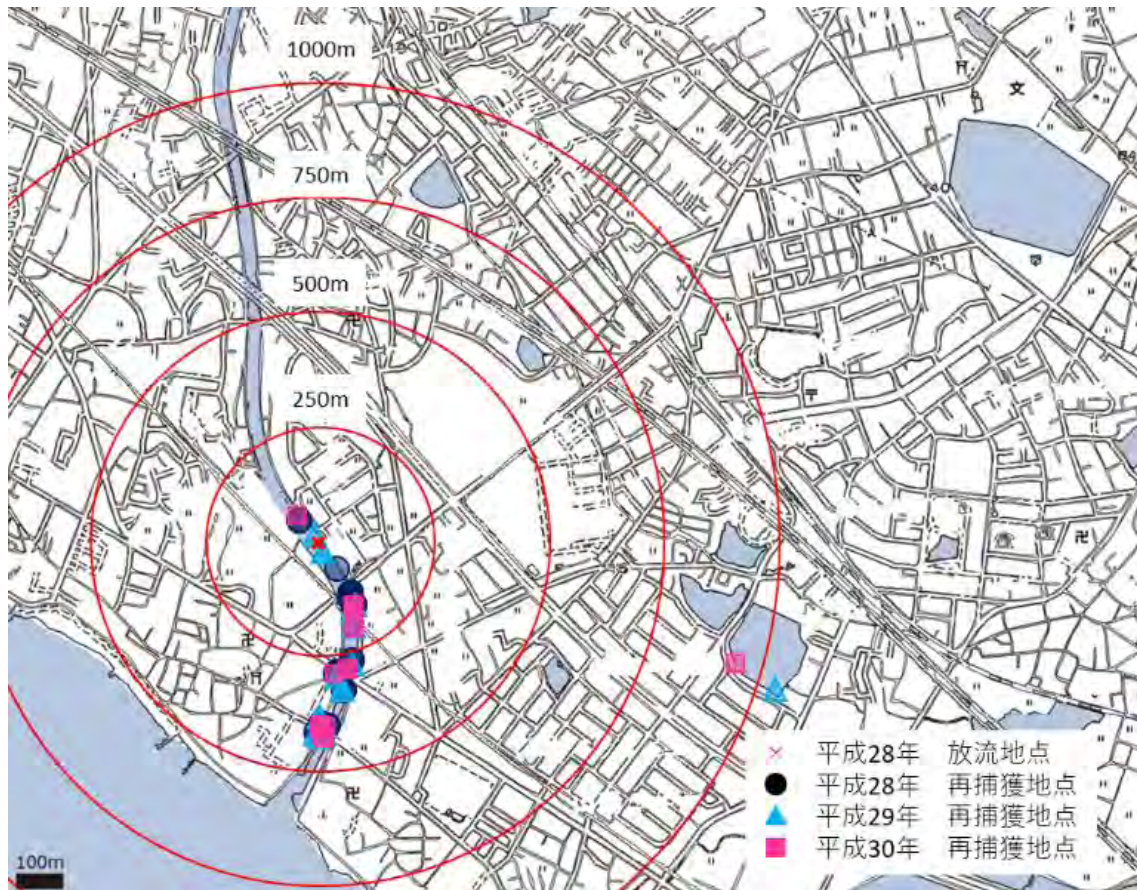 1000m
750m
500m
250m
平成28年 放流地点
平成28年 再捕獲地点
平成29年 再捕獲地点
平成30年 再捕獲地点
100m